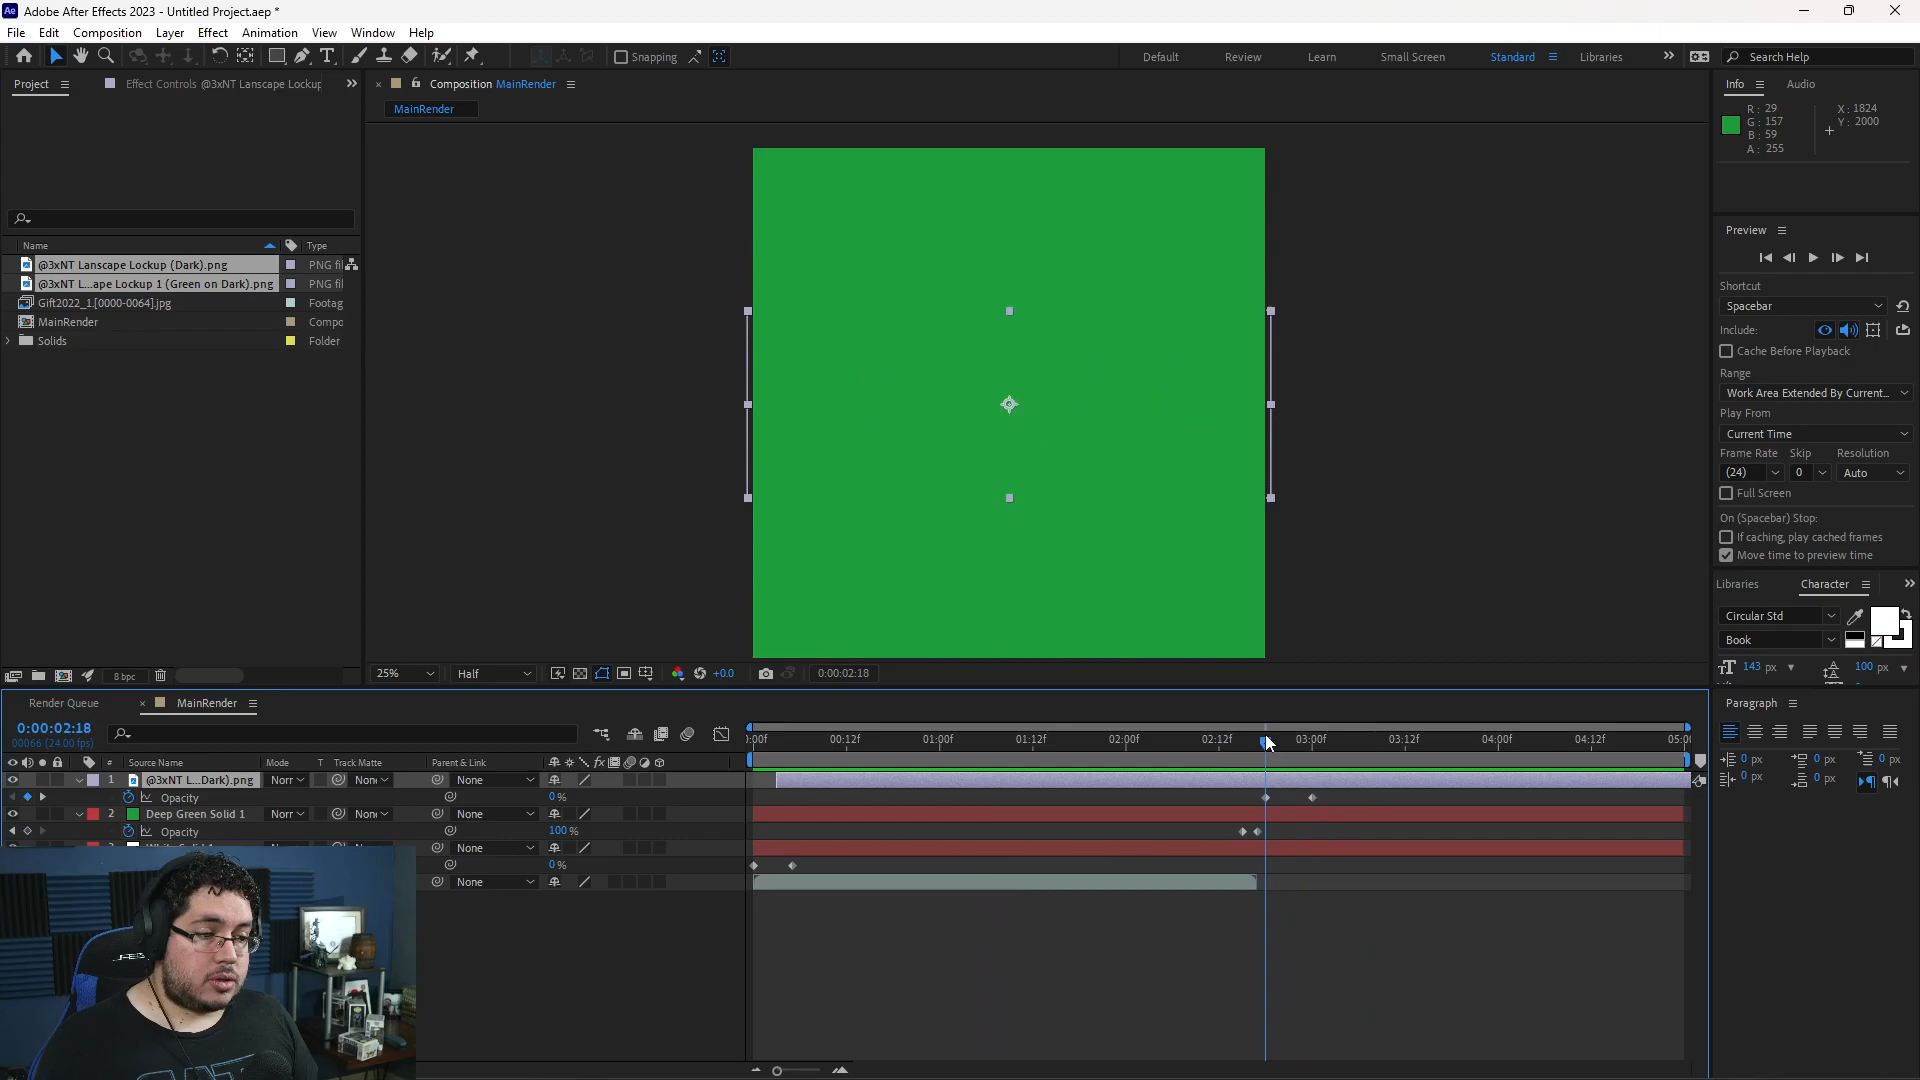 Adobe After Effects 2023 - Untitled Project.aep *
File Edit Composition Layer Effect Animation View Window Help
Snapping
Default Review Learn Small Screen Standard Libraries
Search Help
Project
Effect Controls @3xNT Lanscape Lockup
Composition MainRender
MainRender
Info Audio
R: 29
G: 157
B: 59
A: 255
X: 1824
Y: 2000
Name Type
@3xNT Lanscape Lockup (Dark).png PNG fil
@3xNT L...ape Lockup 1 (Green on Dark).png PNG fil
Gift2022_1.[0000-0064].jpg Footag
MainRender Compo
Solids Folder
8 bpc
Preview
Shortcut
Spacebar
Include:
Cache Before Playback
Range
Work Area Extended By Current...
Play From
Current Time
Frame Rate Skip Resolution
(24) 0 Auto
Full Screen
On (Spacebar) Stop:
If caching, play cached frames
Move time to preview time
Libraries Character
Circular Std
Book
143 px 100 px
25% Half +0.0 0:00:02:18
Render Queue MainRender
0:00:02:18
00066 (24.00 fps)
:00f 00:12f 01:00f 01:12f 02:00f 02:12f 03:00f 03:12f 04:00f 04:12f 05:0
# Source Name Mode T Track Matte Parent & Link
1 @3xNT L...Dark).png Norr None None
Opacity 0%
2 Deep Green Solid 1 Norr None None
Opacity 100%
None
0%
None
Paragraph
0 px 0 px 0 px
0 px 0 px